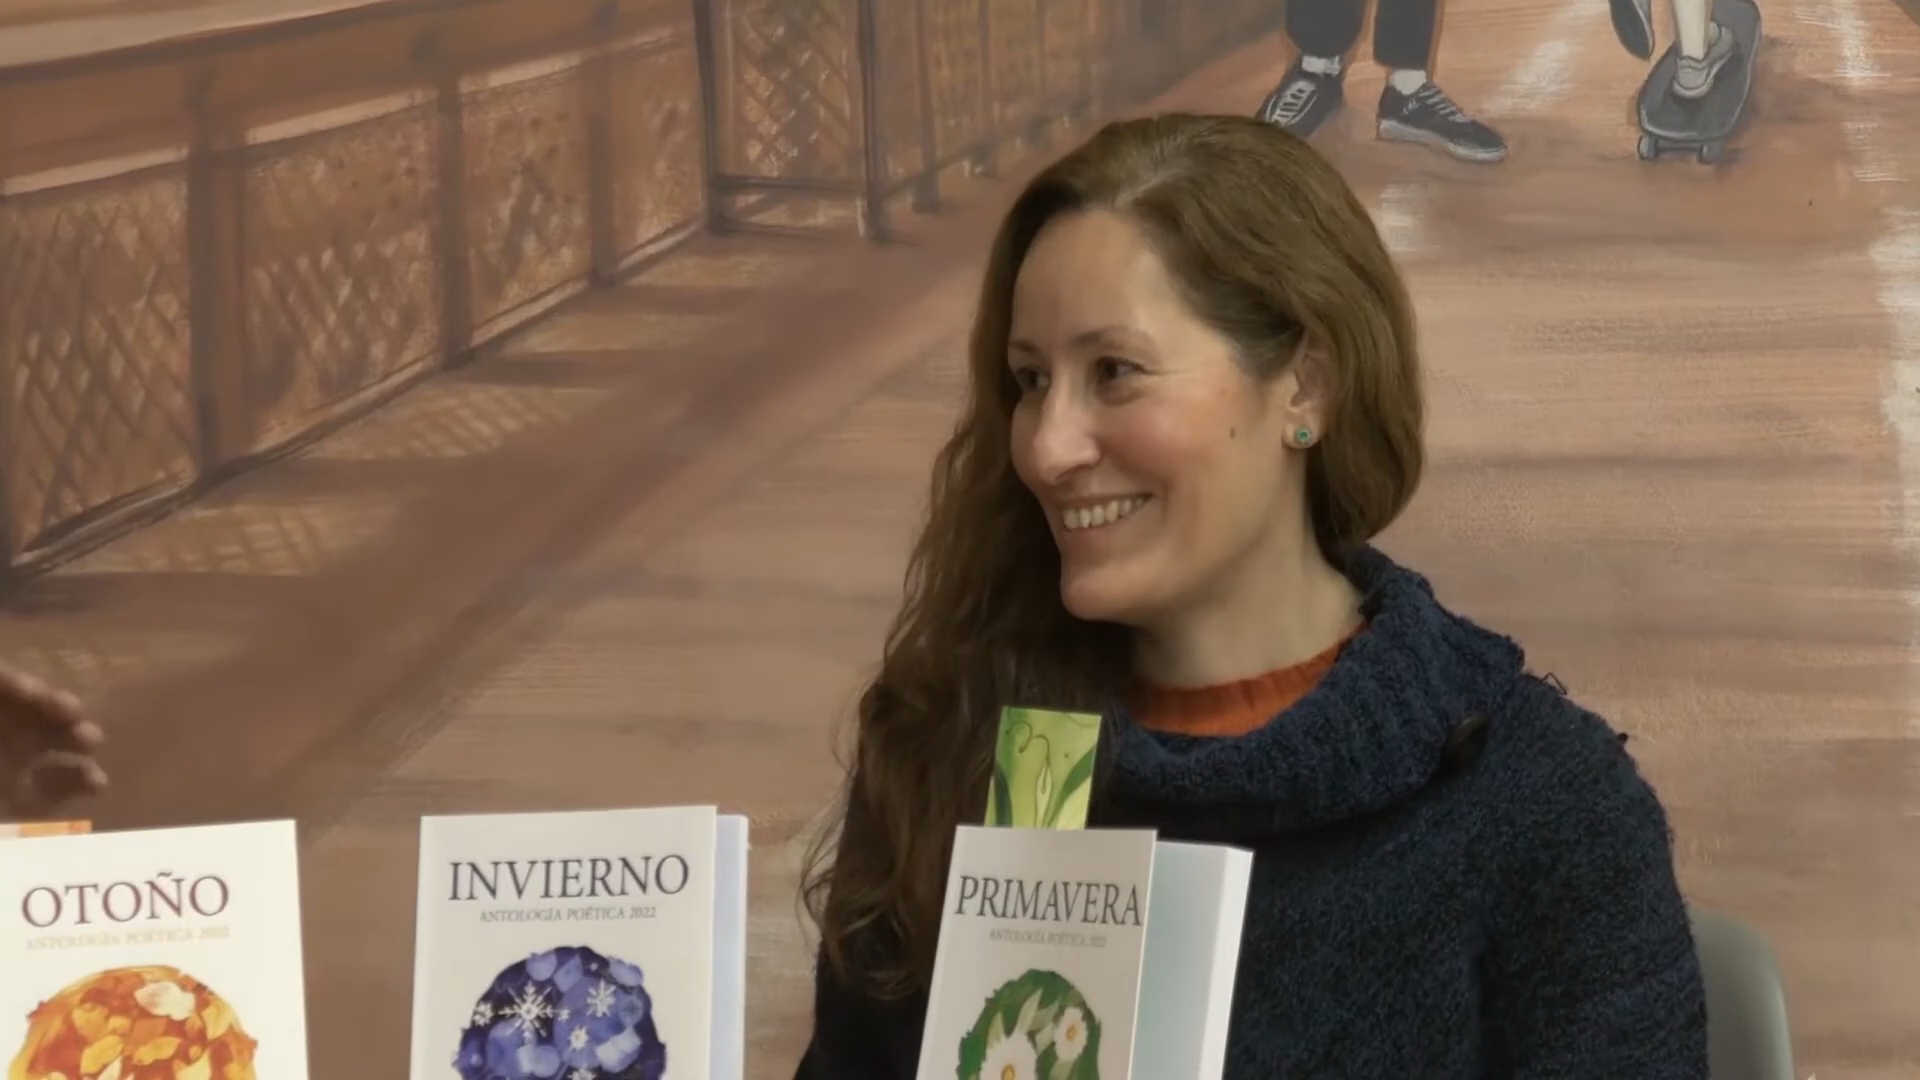 OTOÑO
ANTOLOGÍA POÉTICA 2022
INVIERNO
ANTOLOGÍA POÉTICA 2022
PRIMAVERA
ANTOLOGÍA POÉTICA 2022